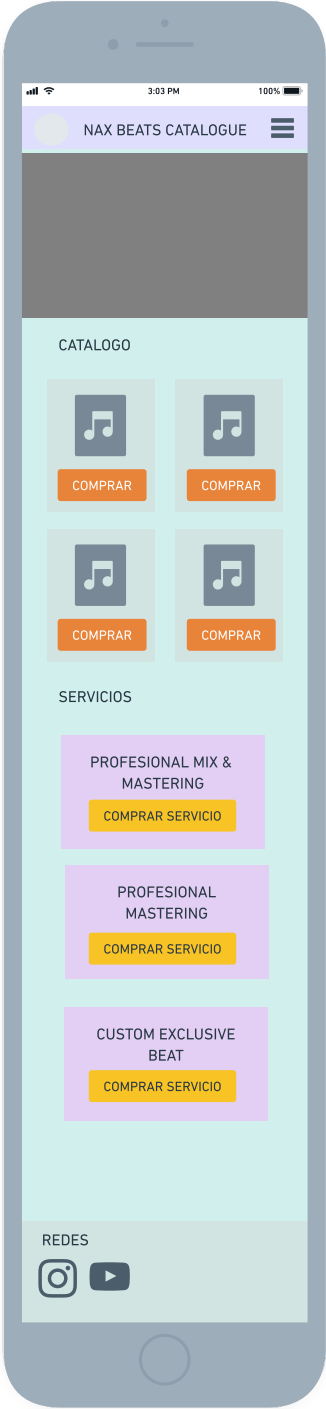 3:03 PM
100%
NAX BEATS CATALOGUE
CATALOGO
COMPRAR
COMPRAR
COMPRAR
COMPRAR
SERVICIOS
PROFESIONAL MIX &
MASTERING
COMPRAR SERVICIO
PROFESIONAL
MASTERING
COMPRAR SERVICIO
CUSTOM EXCLUSIVE
BEAT
COMPRAR SERVICIO
REDES